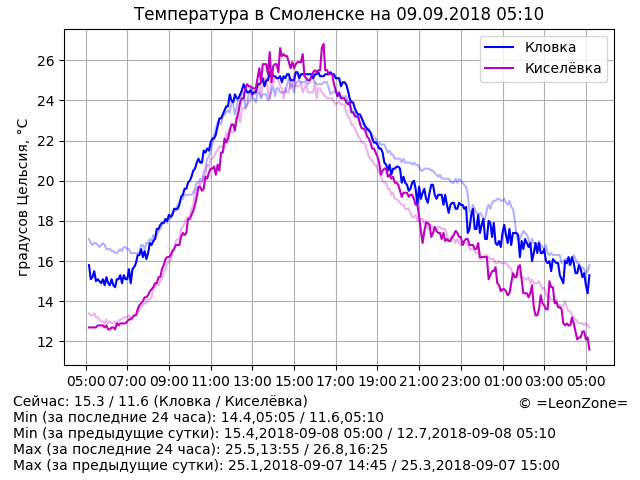 Температура в Смоленске на 09.09.2018 05:10
градусов Цельсия, °C
26
24
22
20
18
16
14
12
Кловка
Киселёвка
05:00 07:00 09:00 11:00 13:00 15:00 17:00 19:00 21:00 23:00 01:00 03:00 05:00
Сейчас: 15.3 / 11.6 (Кловка / Киселёвка)
© =LeonZone=
Min (за последние 24 часа): 14.4,05:05 / 11.6,05:10
Min (за предыдущие сутки): 15.4,2018-09-08 05:00 / 12.7,2018-09-08 05:10
Max (за последние 24 часа): 25.5,13:55 / 26.8,16:25
Max (за предыдущие сутки): 25.1,2018-09-07 14:45 / 25.3,2018-09-07 15:00